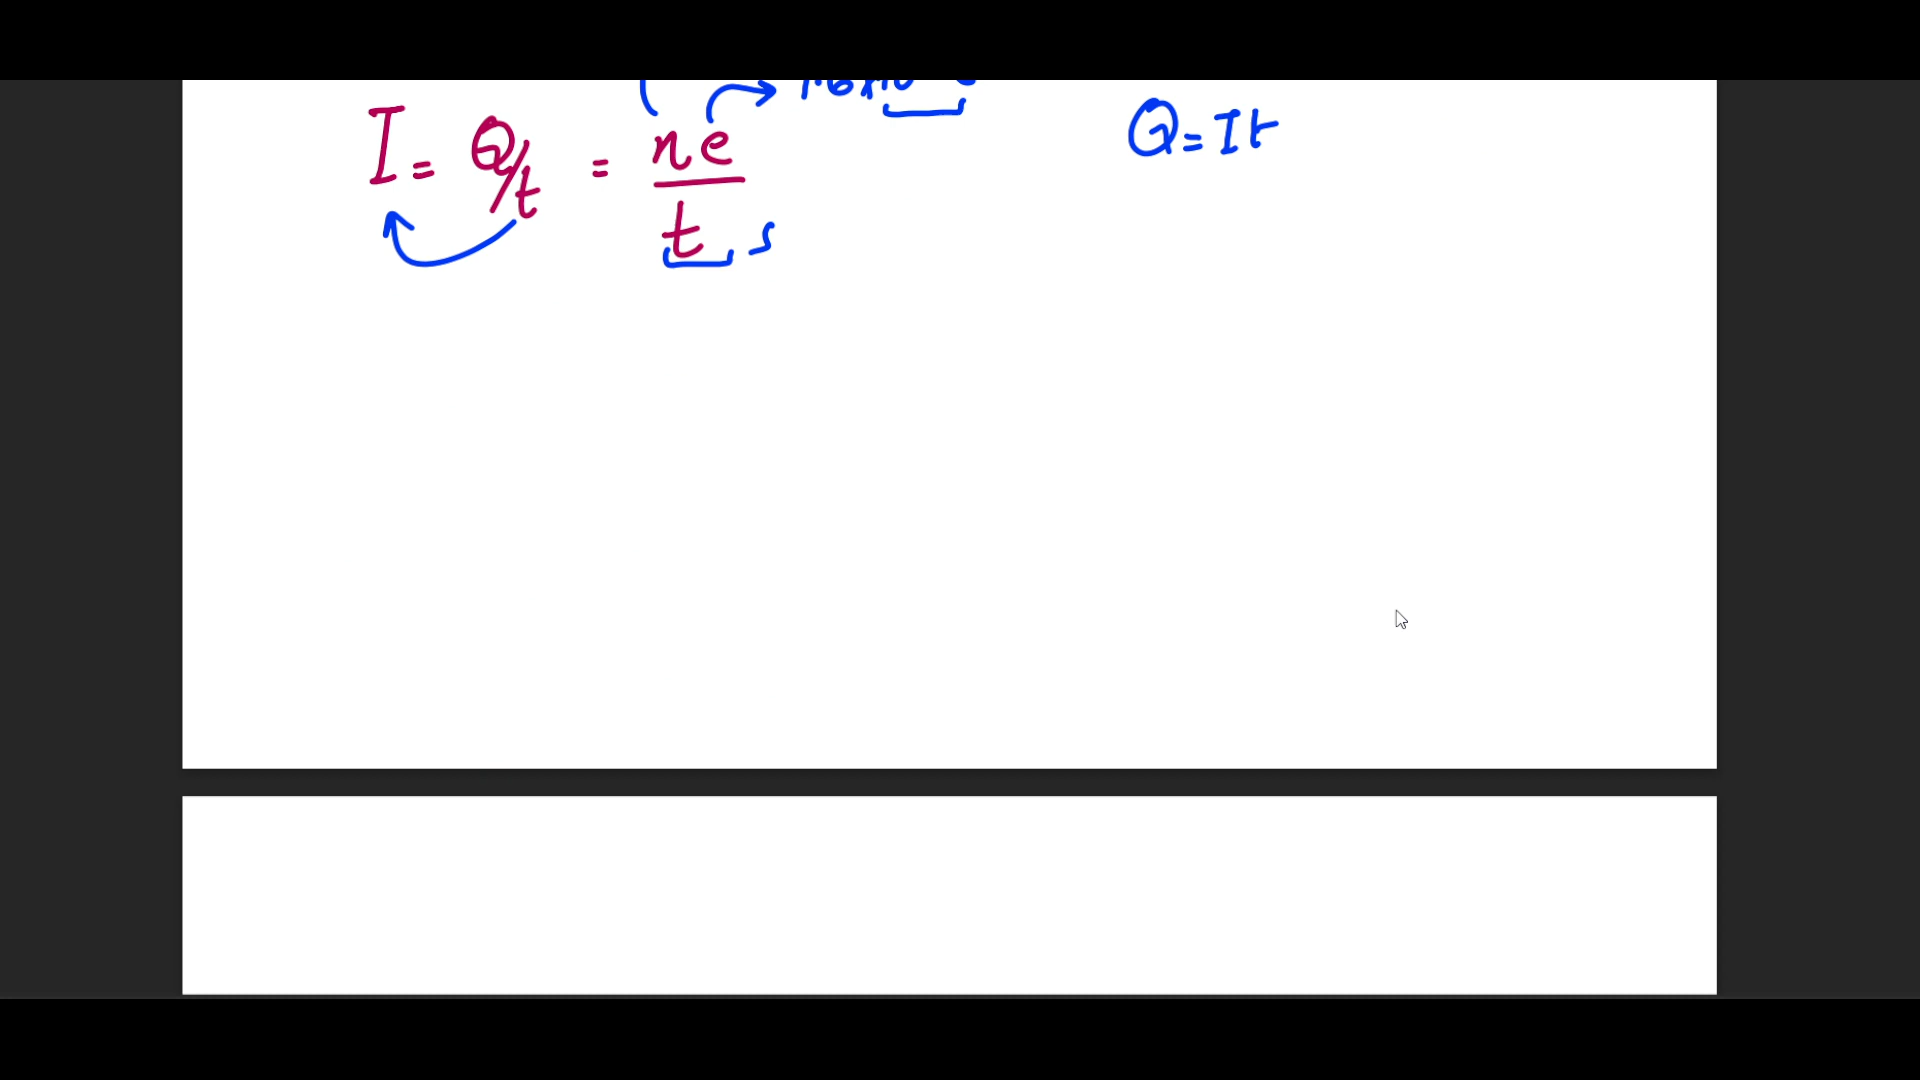 I = Q/t = ne/t s
Q = It